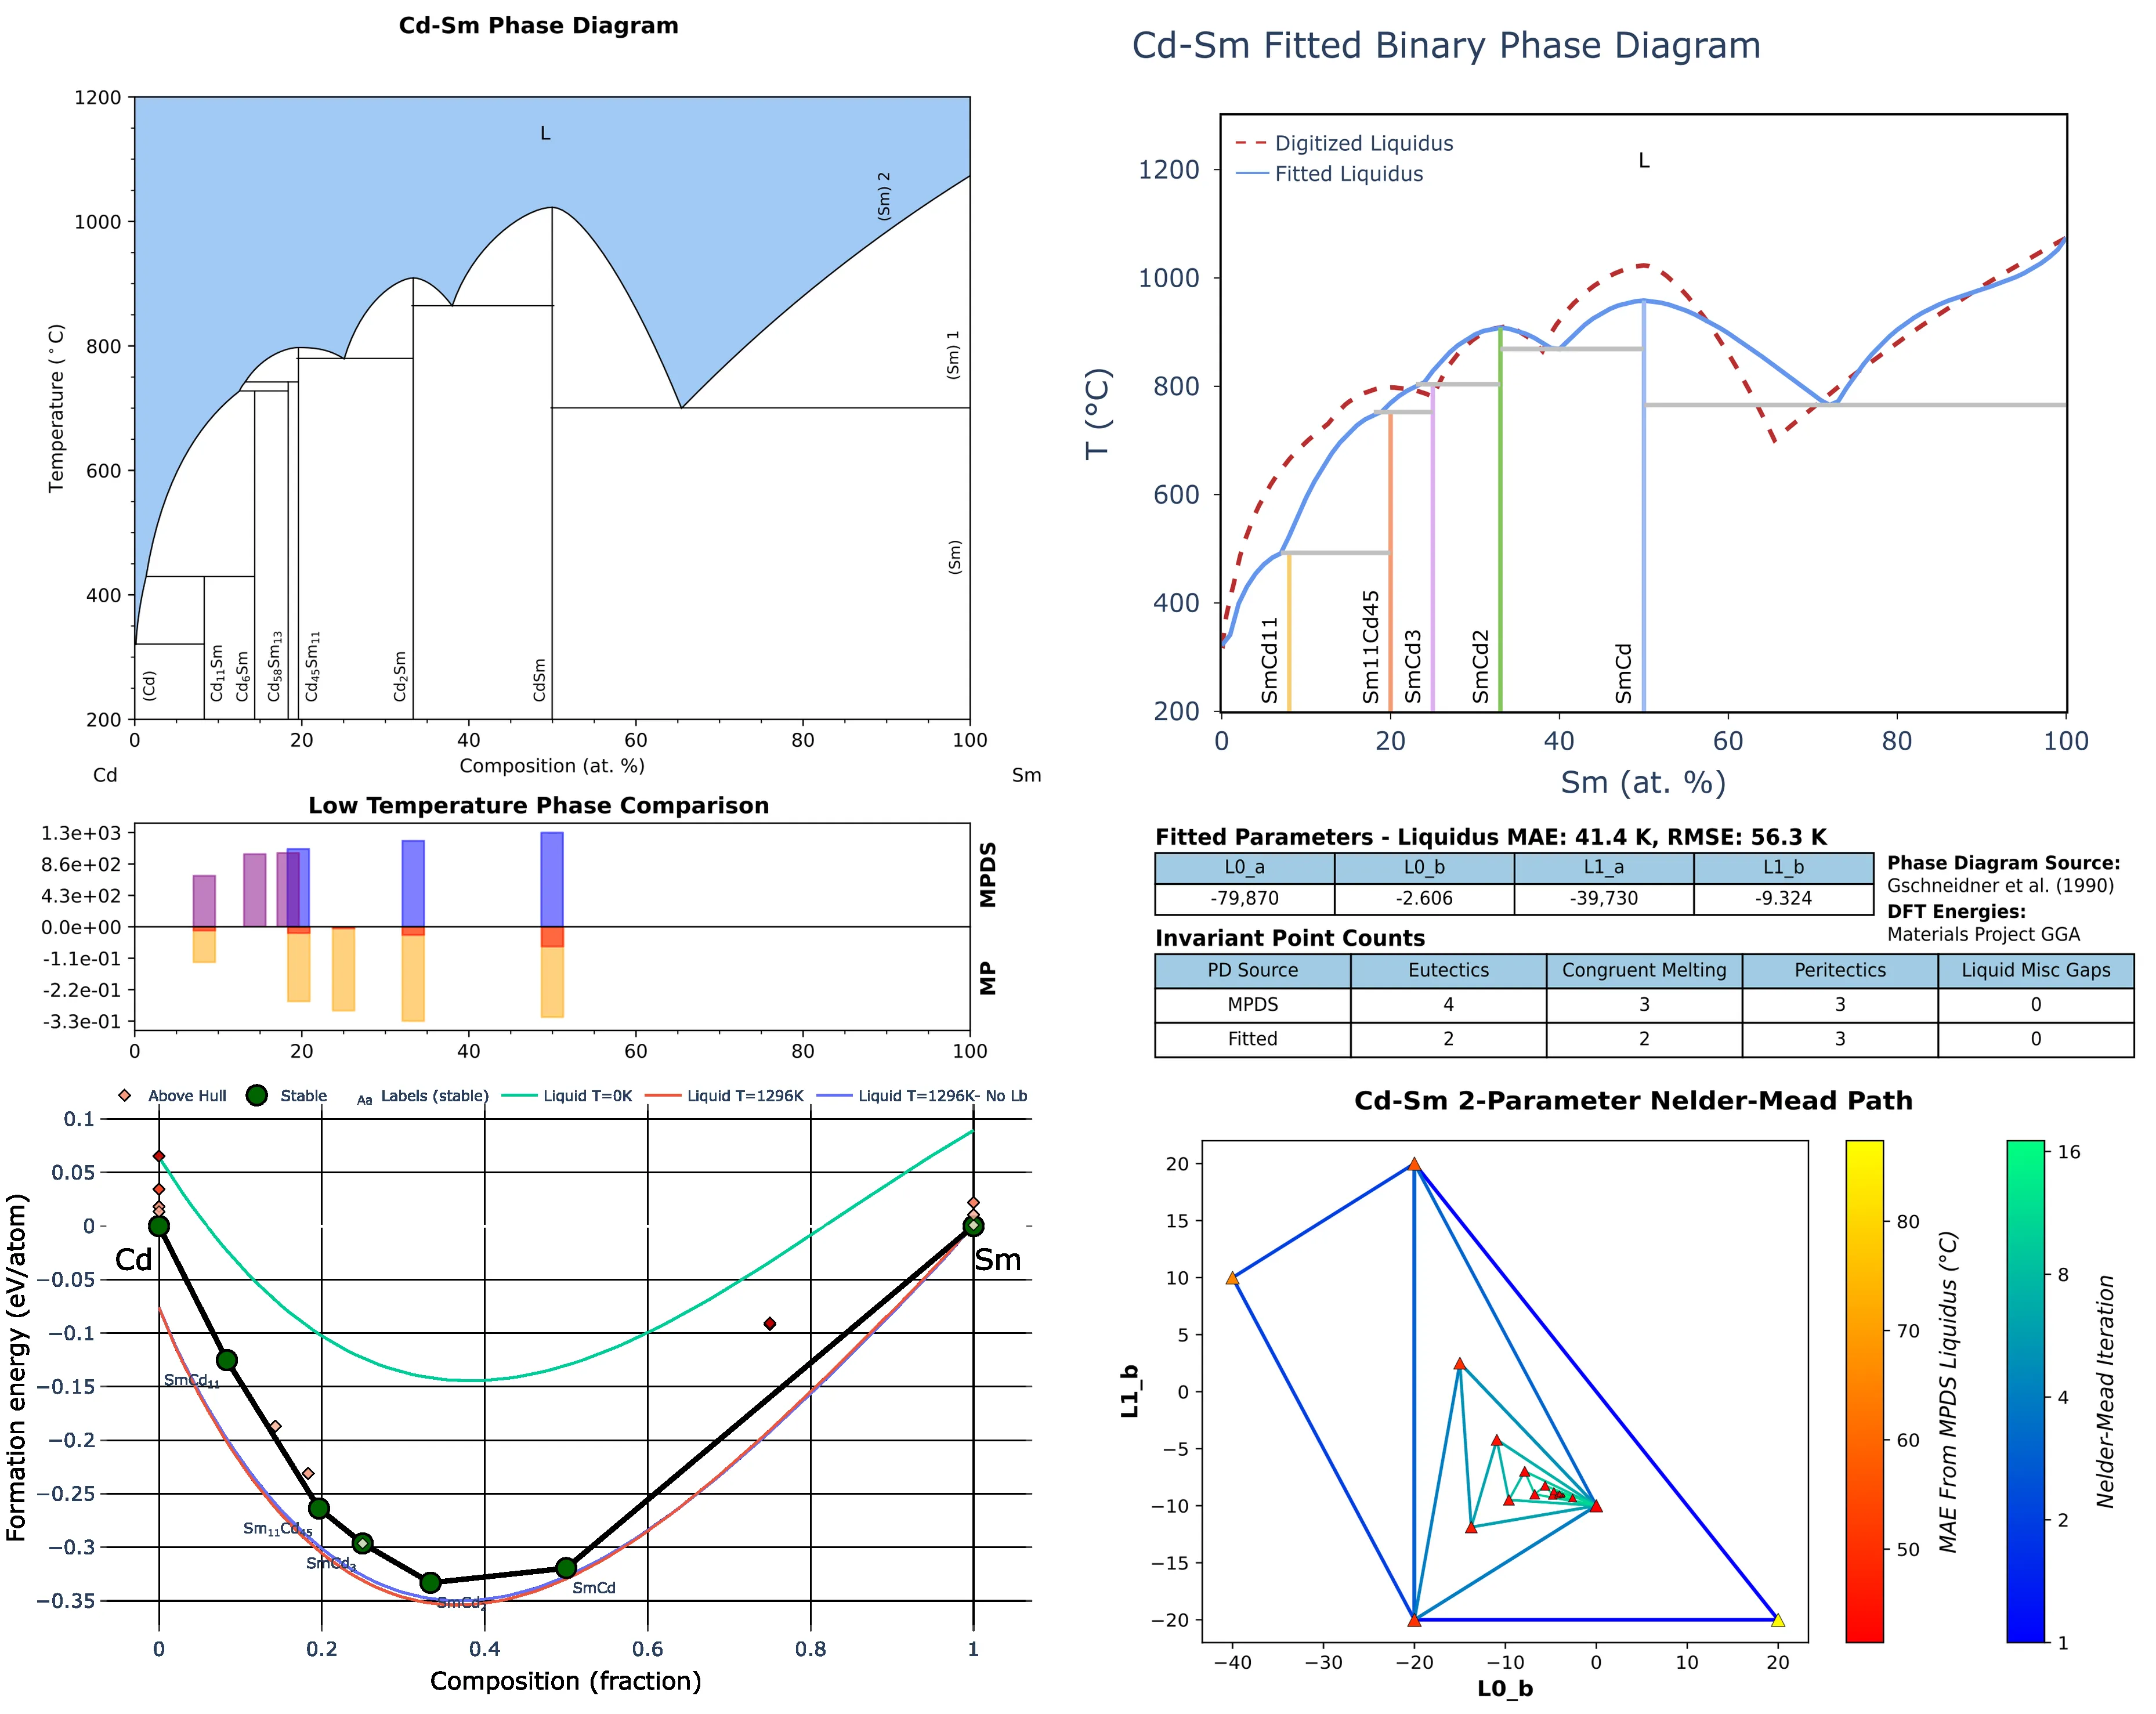 Cd-Sm Phase Diagram
1200
1000
800
600
400
200
Temperature (°C)
L
(Sm) 2
(Sm) 1
(Sm)
(Cd)
Cd₁₁Sm
Cd₆Sm
Cd₅₈Sm₁₃
Cd₄₅Sm₁₁
Cd₂Sm
CdSm
0 20 40 60 80 100
Composition (at. %)
Cd
Sm
Low Temperature Phase Comparison
1.3e+03
8.6e+02
4.3e+02
0.0e+00
-1.1e-01
-2.2e-01
-3.3e-01
MPDS
MP
0 20 40 60 80 100
Above Hull
Stable
Aa Labels (stable)
Liquid T=0K
Liquid T=1296K
Liquid T=1296K- No Lb
0.1
0.05
0
−0.05
−0.1
−0.15
−0.2
−0.25
−0.3
−0.35
Formation energy (eV/atom)
Cd
Sm
SmCd₁₁
Sm₁₁Cd₄₅
SmCd₃
SmCd₂
SmCd
0 0.2 0.4 0.6 0.8 1
Composition (fraction)
Cd-Sm Fitted Binary Phase Diagram
Digitized Liquidus
Fitted Liquidus
L
1200
1000
800
600
400
200
T (°C)
SmCd11
Sm11Cd45
SmCd3
SmCd2
SmCd
0 20 40 60 80 100
Sm (at. %)
Fitted Parameters - Liquidus MAE: 41.4 K, RMSE: 56.3 K
L0_a L0_b L1_a L1_b
-79,870 -2.606 -39,730 -9.324
Phase Diagram Source:
Gschneidner et al. (1990)
DFT Energies:
Materials Project GGA
Invariant Point Counts
PD Source Eutectics Congruent Melting Peritectics Liquid Misc Gaps
MPDS 4 3 3 0
Fitted 2 2 3 0
Cd-Sm 2-Parameter Nelder-Mead Path
20
15
10
5
0
−5
−10
−15
−20
L1_b
−40 −30 −20 −10 0 10 20
L0_b
80
70
60
50
MAE From MPDS Liquidus (°C)
16
8
4
2
1
Nelder-Mead Iteration